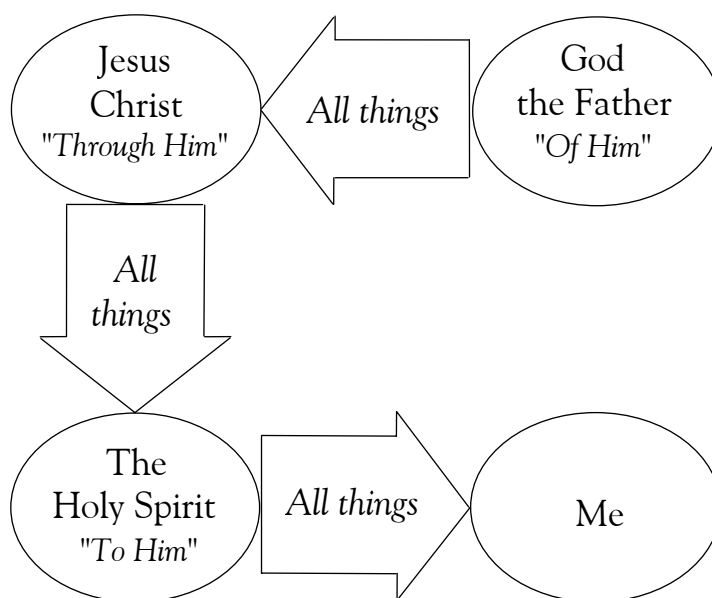 Jesus
Christ
"Through Him"
All things
God
the Father
"Of Him"
All
things
The
Holy Spirit
"To Him"
All things
Me